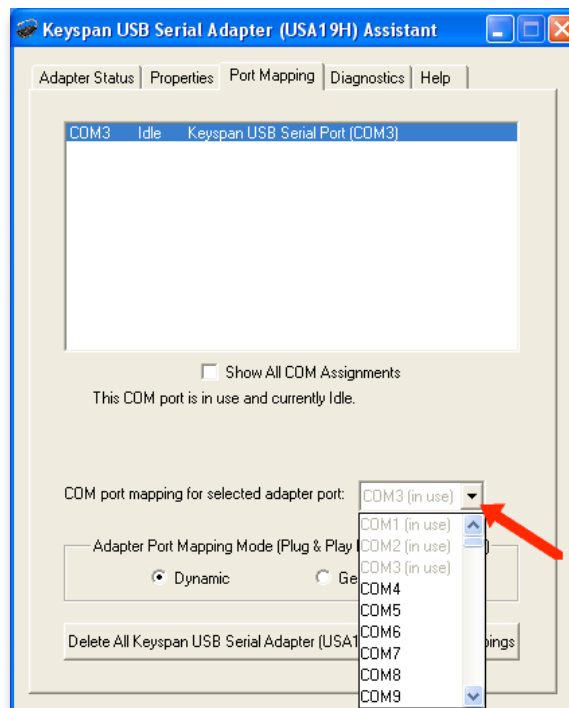 Keyspan USB Serial Adapter (USA19H) Assistant
Adapter Status Properties Port Mapping Diagnostics Help
COM3 Idle Keyspan USB Serial Port (COM3)
Show All COM Assignments
This COM port is in use and currently Idle.
COM port mapping for selected adapter port: COM3 (in use)
COM1 (in use)
Adapter Port Mapping Mode (Plug & Play COM2 (in use)
COM3 (in use)
Dynamic Ge
COM4
COM5
COM6
Delete All Keyspan USB Serial Adapter (USA1 pings
COM7
COM8
COM9